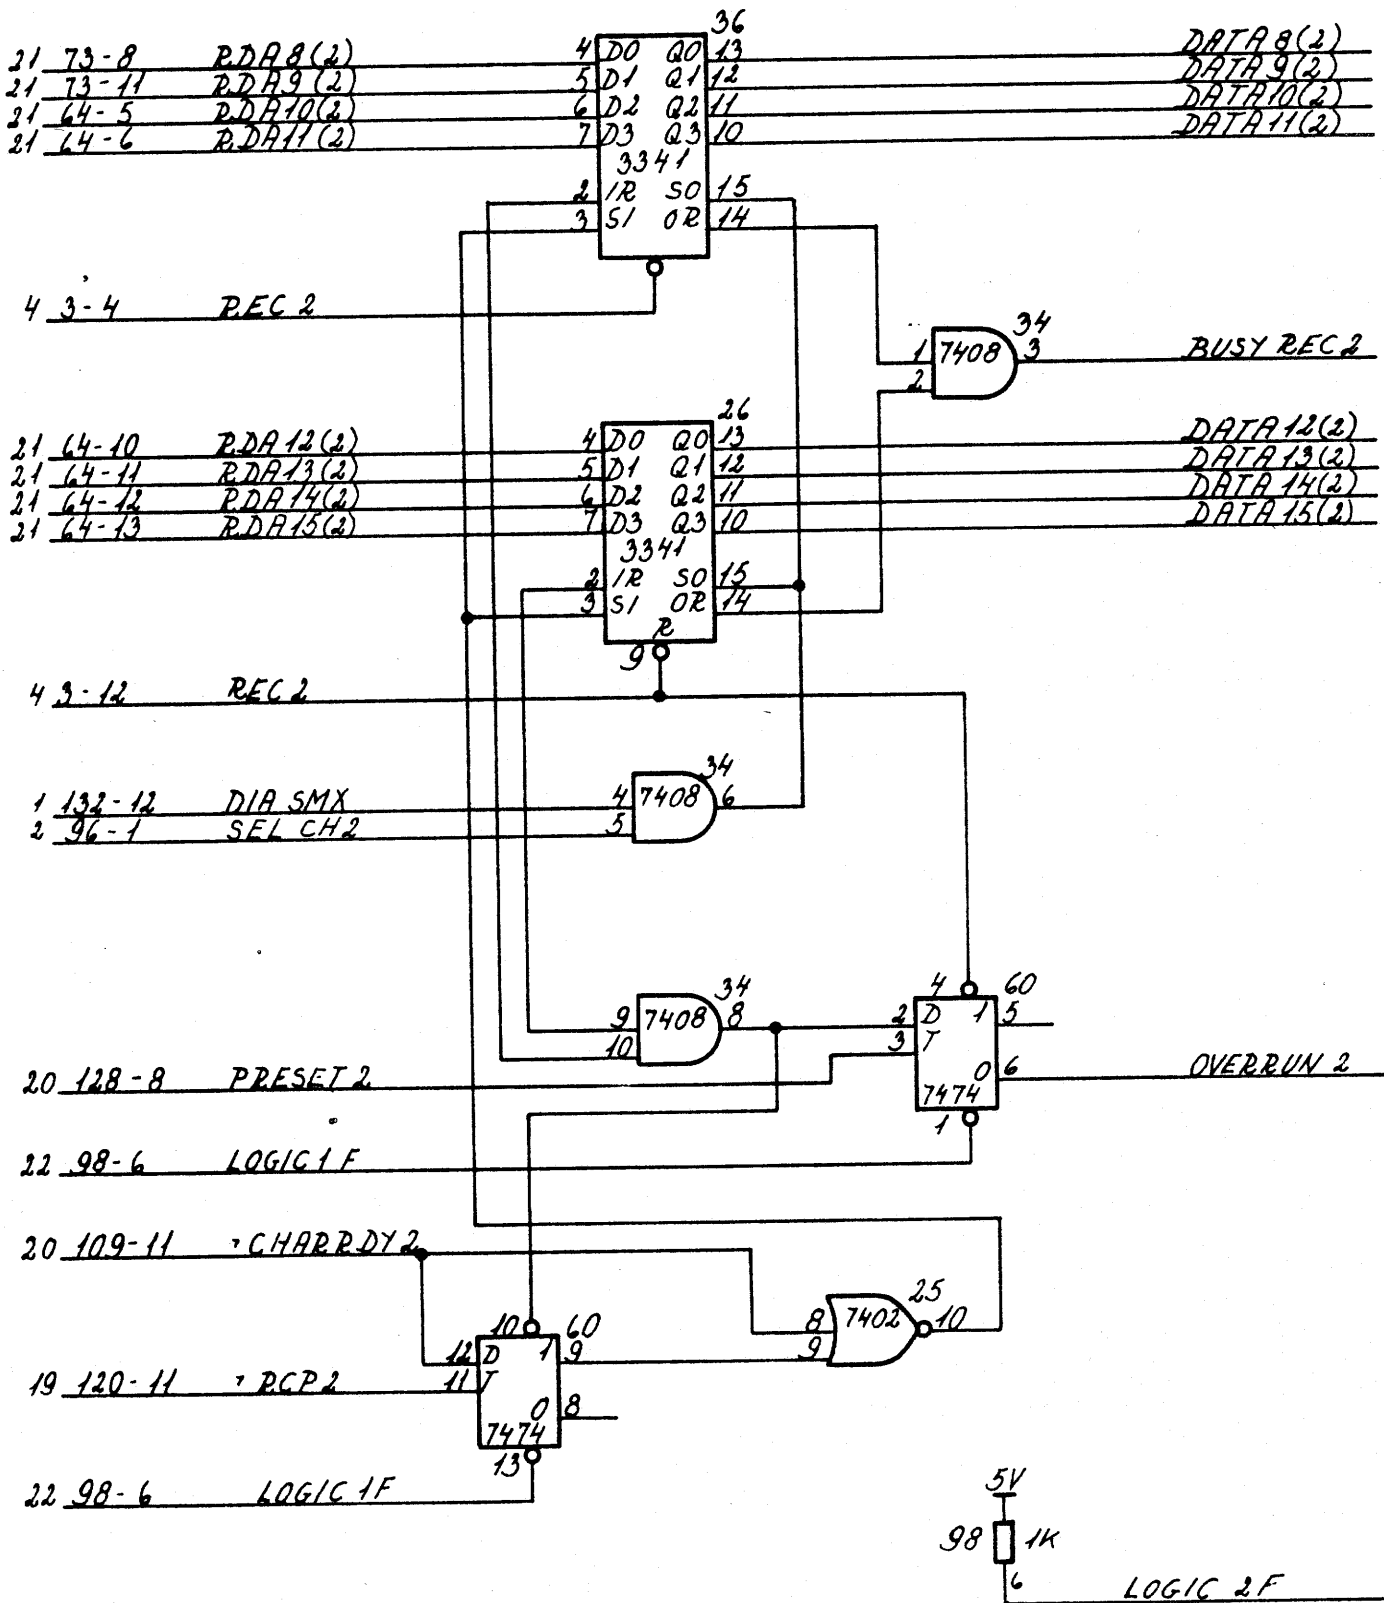 36
21 73-8 RDA8(2) 4 D0 Q0 13 DATA8(2)
21 73-11 RDA9(2) 5 D1 Q1 12 DATA9(2)
21 64-5 RDA10(2) 6 D2 Q2 11 DATA10(2)
21 64-6 RDA11(2) 7 D3 Q3 10 DATA11(2)
3341
2 IR SO 15
3 SI OR 14
4 3-4 REC 2
34
1 7408 3 BUSY REC 2
2
26
21 64-10 RDA12(2) 4 D0 Q0 13 DATA12(2)
21 64-11 RDA13(2) 5 D1 Q1 12 DATA13(2)
21 64-12 RDA14(2) 6 D2 Q2 11 DATA14(2)
21 64-13 RDA15(2) 7 D3 Q3 10 DATA15(2)
3341
2 IR SO 15
3 SI OR 14
R
9
4 3-12 REC 2
34
1 132-12 DIA SMX 4 7408 6
2 96-1 SEL CH2 5
34
9 7408 8
10
4 60
2 D 1 5
3 T
20 128-8 PRESET 2
0 6 OVERRUN 2
7474
1
22 98-6 LOGIC 1 F
20 109-11 CHARRDY 2
25
8 7402 10
9
10 60
12 D 1 9
19 120-11 RCP 2 11 T
0 8
7474
13
22 98-6 LOGIC 1F
5V
98 1K
6
LOGIC 2 F